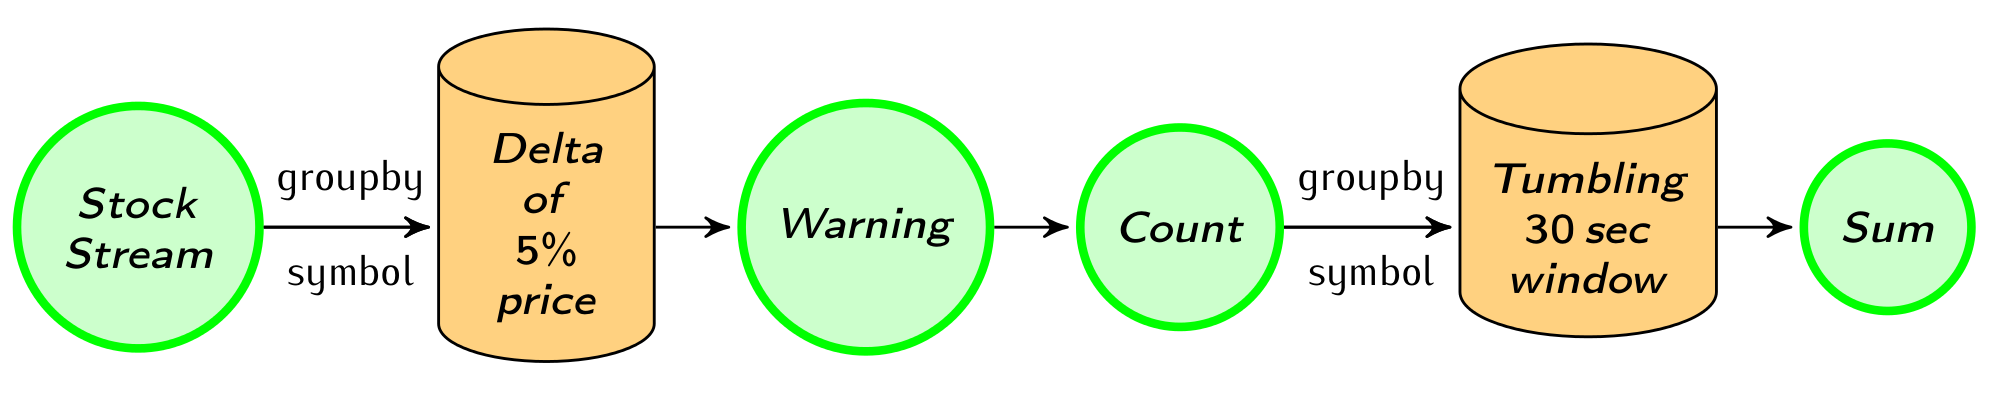 Stock
Stream
groupby
symbol
Delta
of
5%
price
Warning
Count
groupby
symbol
Tumbling
30 sec
window
Sum